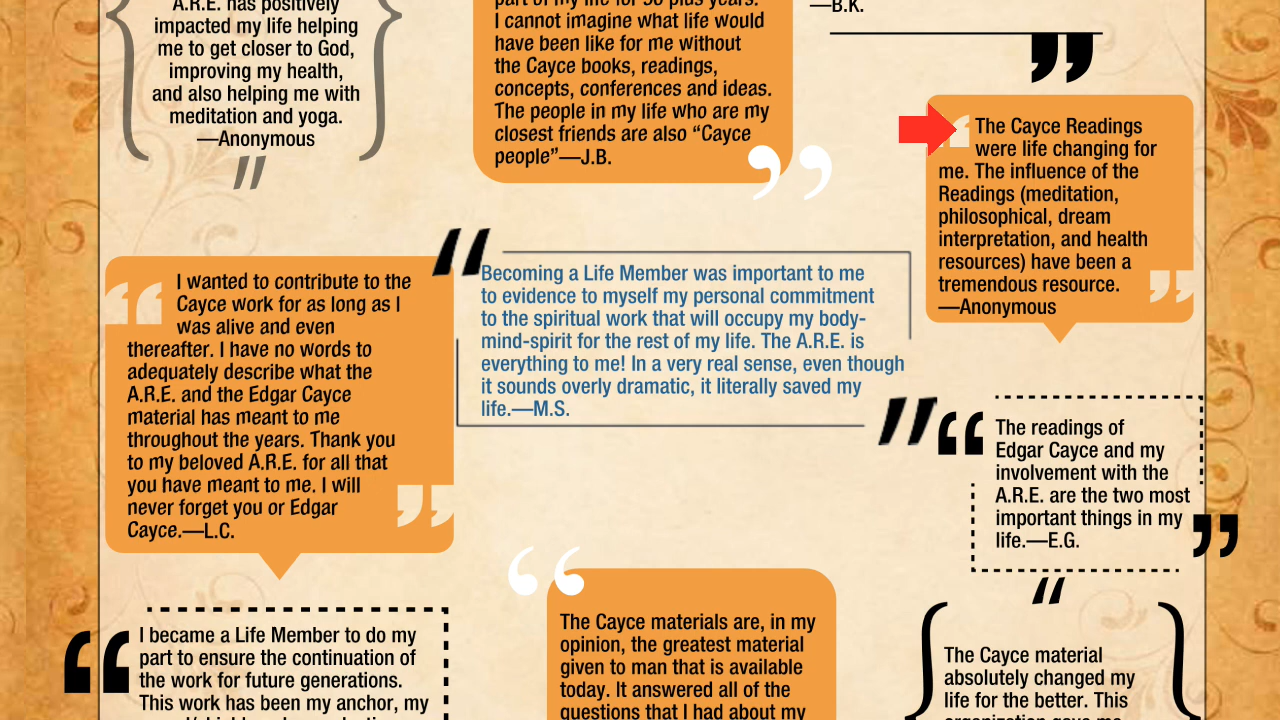 A.R.E. has positively
impacted my life helping
me to get closer to God,
improving my health,
and also helping me with
meditation and yoga.
—Anonymous
part of my life for 50 plus years.
I cannot imagine what life would
have been like for me without
the Cayce books, readings,
concepts, conferences and ideas.
The people in my life who are my
closest friends are also “Cayce
people”—J.B.
—B.K.
The Cayce Readings
were life changing for
me. The influence of the
Readings (meditation,
philosophical, dream
interpretation, and health
resources) have been a
tremendous resource.
—Anonymous
I wanted to contribute to the
Cayce work for as long as I
was alive and even
thereafter. I have no words to
adequately describe what the
A.R.E. and the Edgar Cayce
material has meant to me
throughout the years. Thank you
to my beloved A.R.E. for all that
you have meant to me. I will
never forget you or Edgar
Cayce.—L.C.
Becoming a Life Member was important to me
to evidence to myself my personal commitment
to the spiritual work that will occupy my body-
mind-spirit for the rest of my life. The A.R.E. is
everything to me! In a very real sense, even though
it sounds overly dramatic, it literally saved my
life.—M.S.
The readings of
Edgar Cayce and my
involvement with the
A.R.E. are the two most
important things in my
life.—E.G.
I became a Life Member to do my
part to ensure the continuation of
the work for future generations.
This work has been my anchor, my
The Cayce materials are, in my
opinion, the greatest material
given to man that is available
today. It answered all of the
questions that I had about my
The Cayce material
absolutely changed my
life for the better. This
organization gave me